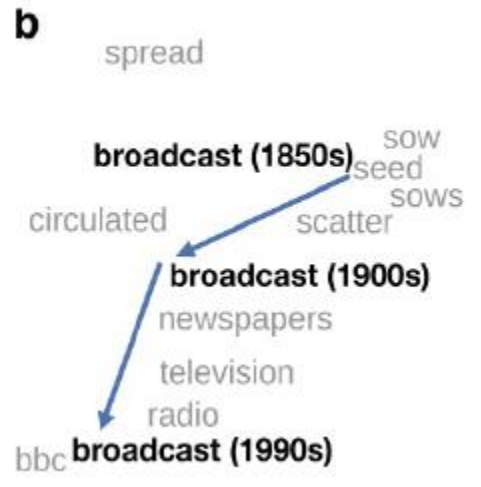 b
spread
sow
broadcast (1850s)
seed
sows
circulated
scatter
broadcast (1900s)
newspapers
television
radio
bbc broadcast (1990s)